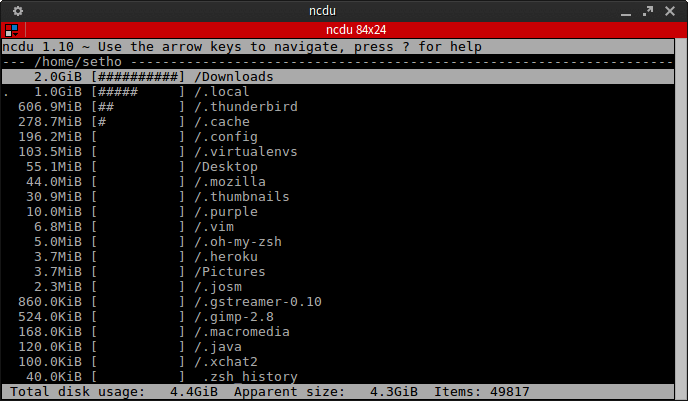 ncdu
ncdu 84x24
ncdu 1.10 ~ Use the arrow keys to navigate, press ? for help
--- /home/setho ---------------------------------------------------------------------
    2.0GiB [##########] /Downloads
.   1.0GiB [#####     ] /.local
  606.9MiB [##        ] /.thunderbird
  278.7MiB [#         ] /.cache
  196.2MiB [          ] /.config
  103.5MiB [          ] /.virtualenvs
   55.1MiB [          ] /Desktop
   44.0MiB [          ] /.mozilla
   30.9MiB [          ] /.thumbnails
   10.0MiB [          ] /.purple
    6.8MiB [          ] /.vim
    5.0MiB [          ] /.oh-my-zsh
    3.7MiB [          ] /.heroku
    3.7MiB [          ] /Pictures
    2.3MiB [          ] /.josm
  860.0KiB [          ] /.gstreamer-0.10
  524.0KiB [          ] /.gimp-2.8
  168.0KiB [          ] /.macromedia
  120.0KiB [          ] /.java
  100.0KiB [          ] /.xchat2
   40.0KiB [          ]  .zsh_history
 Total disk usage:   4.4GiB  Apparent size:   4.3GiB  Items: 49817